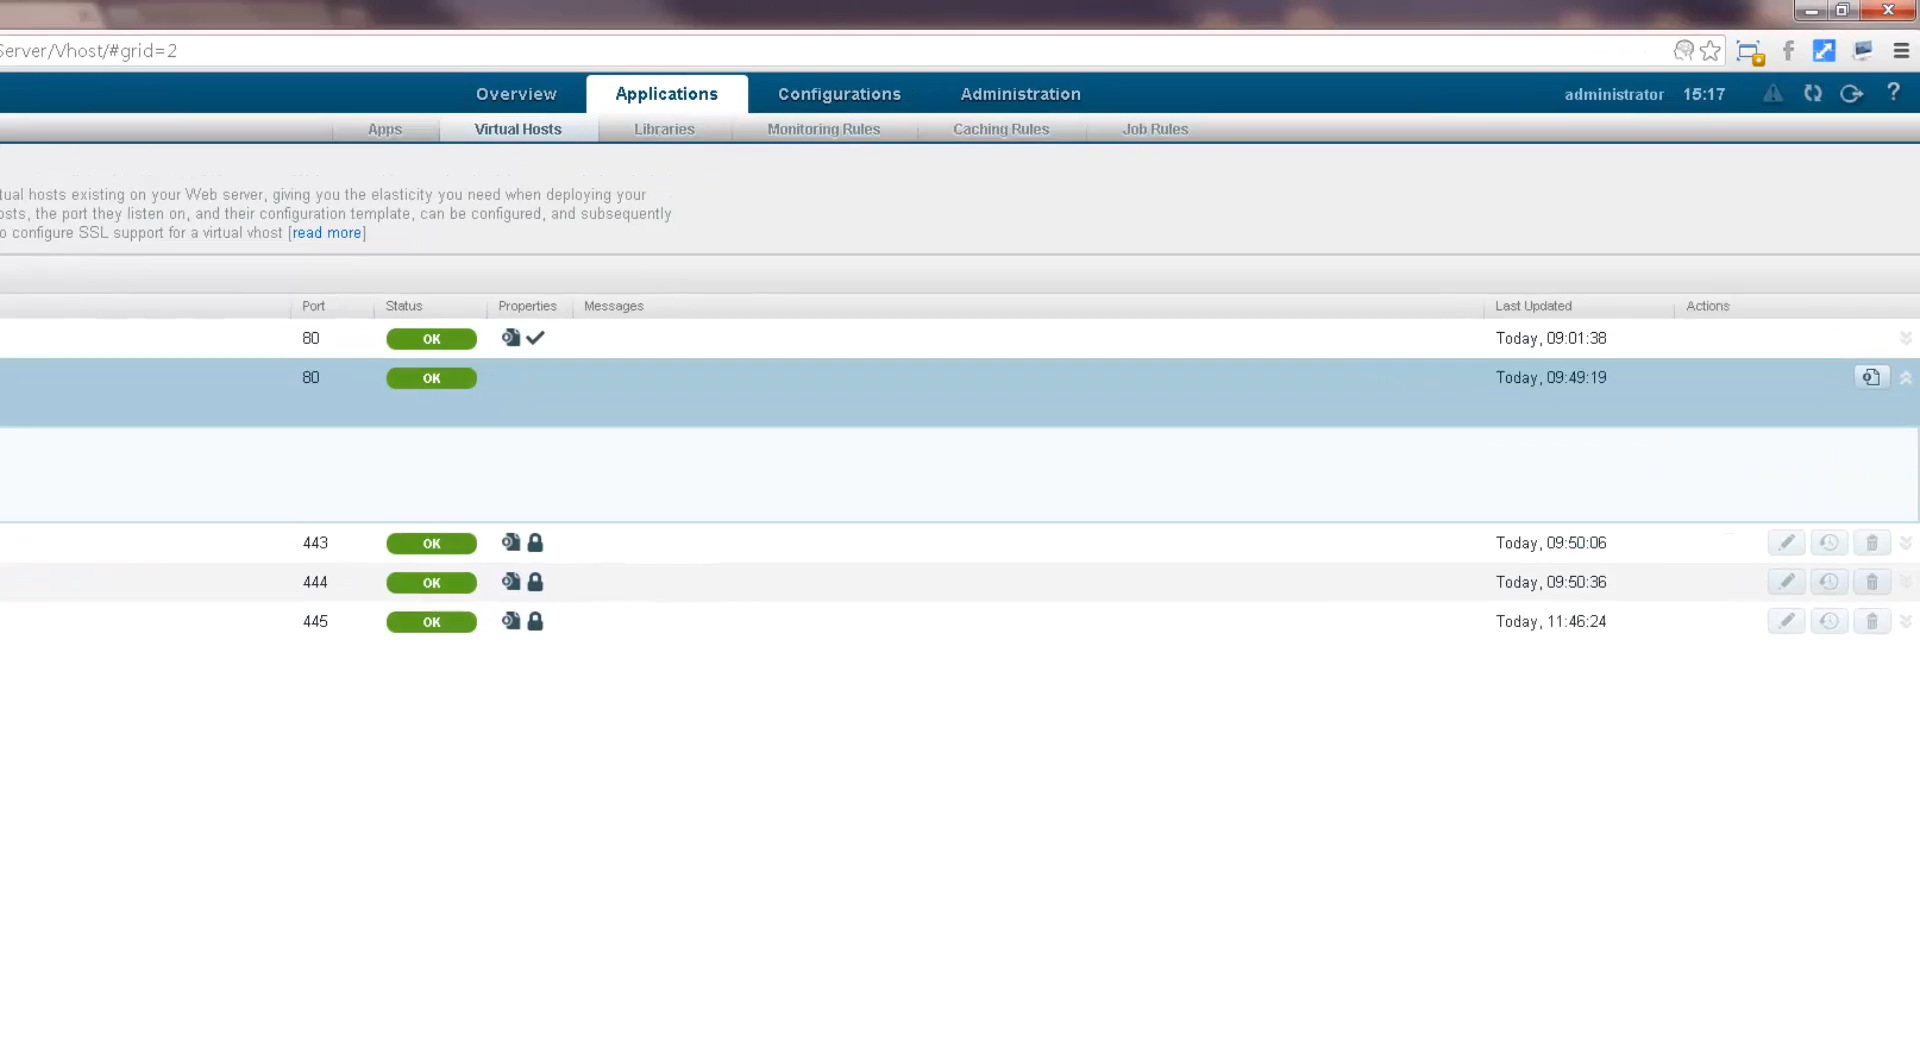 Server/Vhost/#grid=2
Overview Applications Configurations Administration administrator 15:17 ?
Apps Virtual Hosts Libraries Monitoring Rules Caching Rules Job Rules
tual hosts existing on your Web server, giving you the elasticity you need when deploying your
osts, the port they listen on, and their configuration template, can be configured, and subsequently
o configure SSL support for a virtual vhost [read more]
Port Status Properties Messages Last Updated Actions
80 OK Today, 09:01:38
80 OK Today, 09:49:19
443 OK Today, 09:50:06
444 OK Today, 09:50:36
445 OK Today, 11:46:24